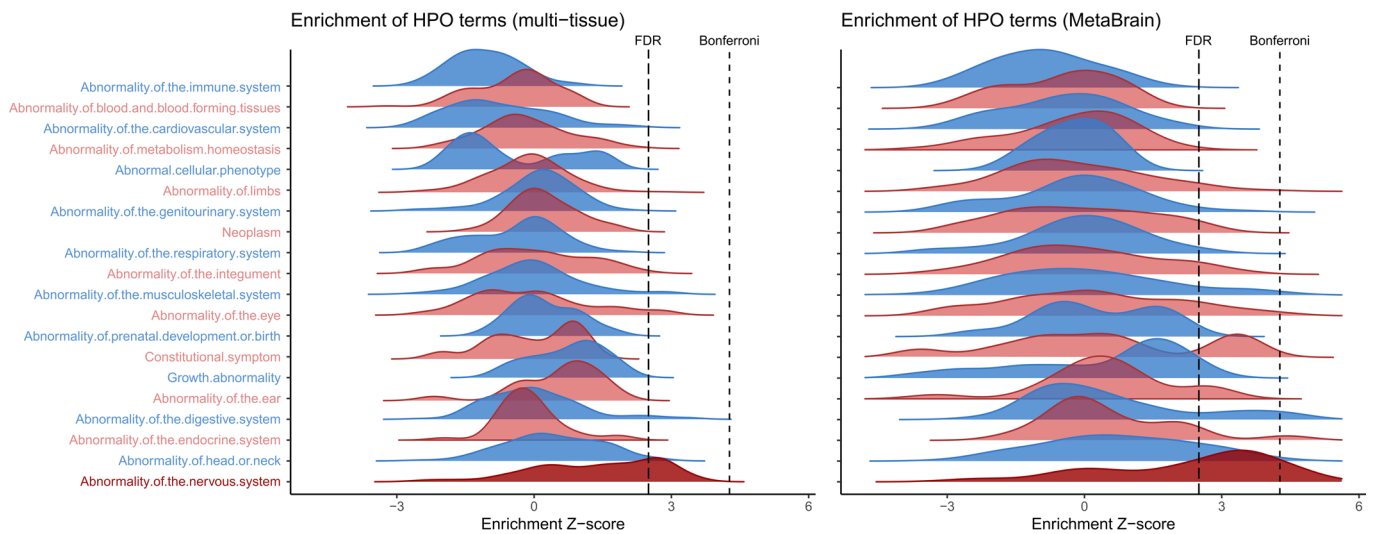 Enrichment of HPO terms (multi−tissue)
FDR
Bonferroni
Abnormality.of.the.immune.system
Abnormality.of.blood.and.blood.forming.tissues
Abnormality.of.the.cardiovascular.system
Abnormality.of.metabolism.homeostasis
Abnormal.cellular.phenotype
Abnormality.of.limbs
Abnormality.of.the.genitourinary.system
Neoplasm
Abnormality.of.the.respiratory.system
Abnormality.of.the.integument
Abnormality.of.the.musculoskeletal.system
Abnormality.of.the.eye
Abnormality.of.prenatal.development.or.birth
Constitutional.symptom
Growth.abnormality
Abnormality.of.the.ear
Abnormality.of.the.digestive.system
Abnormality.of.the.endocrine.system
Abnormality.of.head.or.neck
Abnormality.of.the.nervous.system
−3 0 3 6
Enrichment Z−score
Enrichment of HPO terms (MetaBrain)
FDR
Bonferroni
−3 0 3 6
Enrichment Z−score